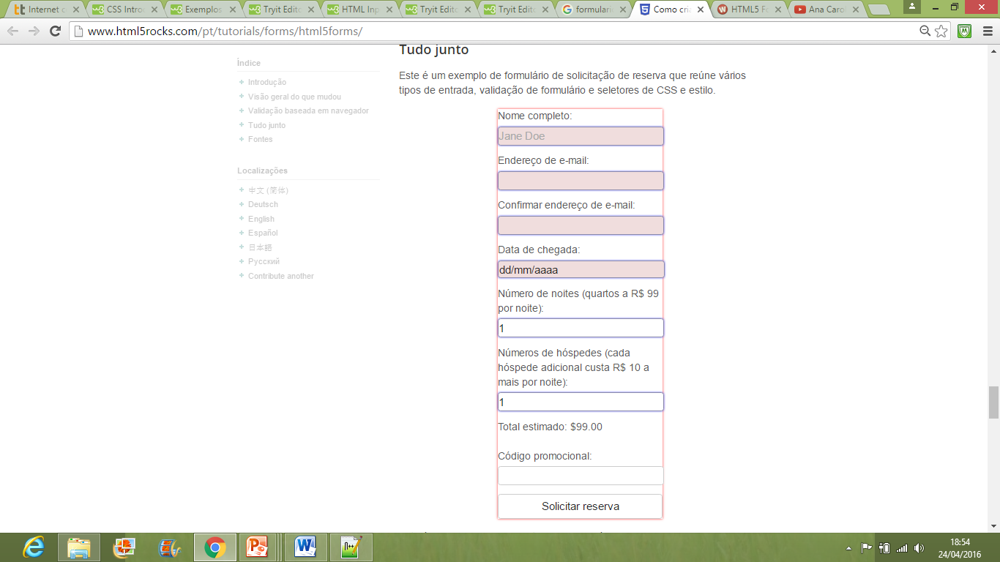 Internet c
CSS Introd
Exemplos
Tryit Edito
HTML Inp
Tryit Edito
Tryit Edito
formulario
Como cria
HTML5 Fo
Ana Carol
www.html5rocks.com/pt/tutorials/forms/html5forms/
Tudo junto
Este é um exemplo de formulário de solicitação de reserva que reúne vários
tipos de entrada, validação de formulário e seletores de CSS e estilo.
Índice
Introdução
Visão geral do que mudou
Validação baseada em navegador
Tudo junto
Fontes
Localizações
中文 (简体)
Deutsch
English
Español
日本語
Русский
Contribute another
Nome completo:
Jane Doe
Endereço de e-mail:
Confirmar endereço de e-mail:
Data de chegada:
dd/mm/aaaa
Número de noites (quartos a R$ 99
por noite):
1
Números de hóspedes (cada
hóspede adicional custa R$ 10 a
mais por noite):
1
Total estimado: $99.00
Código promocional:
Solicitar reserva
18:54
24/04/2016